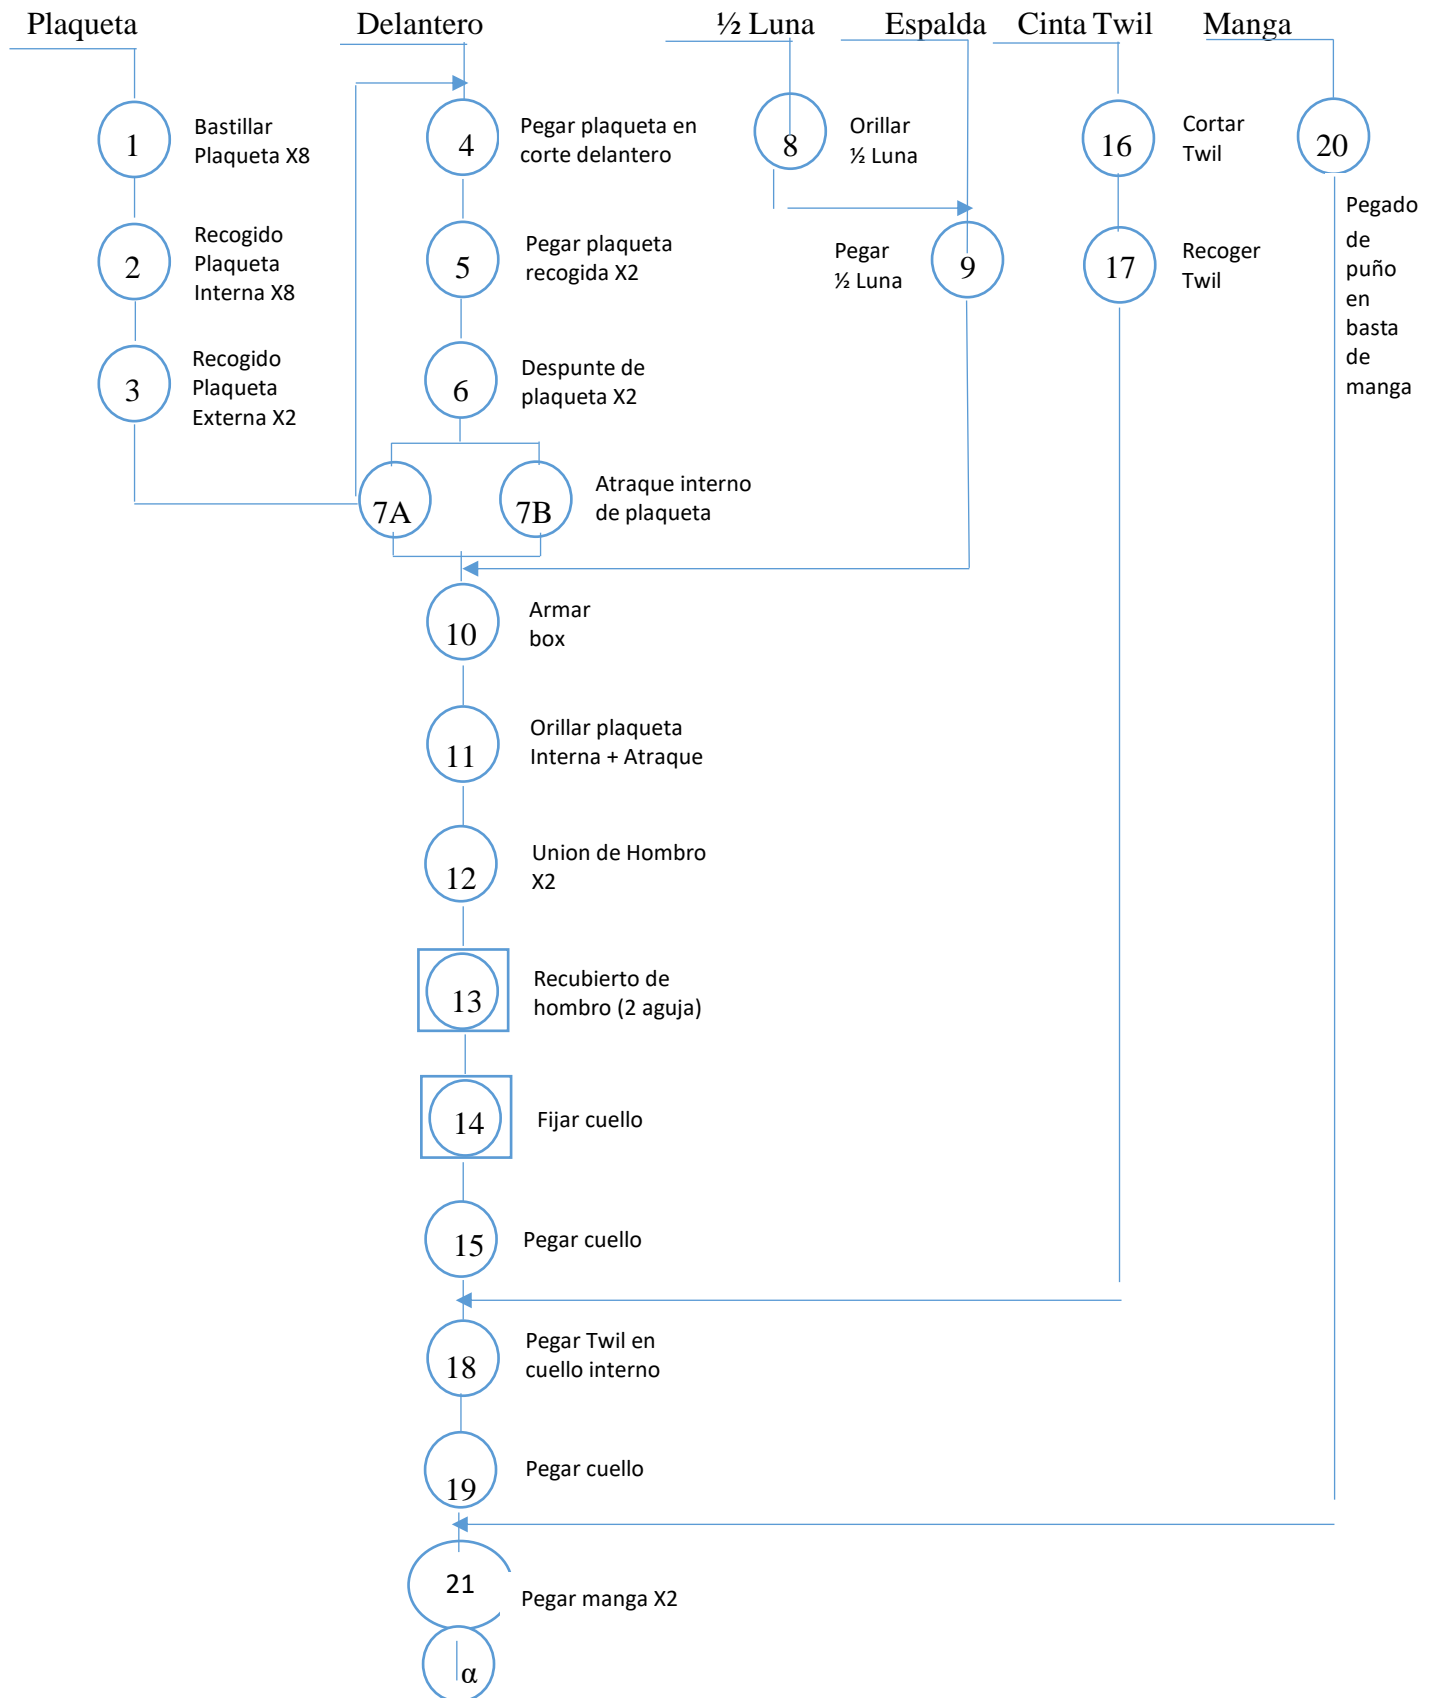 Plaqueta
Delantero
½ Luna
Espalda
Cinta Twil
Manga
1
Bastillar
Plaqueta X8
4
Pegar plaqueta en
corte delantero
8
Orillar
½ Luna
16
Cortar
Twil
20
Pegado
de
puño
en
basta
de
manga
2
Recogido
Plaqueta
Interna X8
5
Pegar plaqueta
recogida X2
Pegar
½ Luna
9
17
Recoger
Twil
3
Recogido
Plaqueta
Externa X2
6
Despunte de
plaqueta X2
7A
7B
Atraque interno
de plaqueta
10
Armar
box
11
Orillar plaqueta
Interna + Atraque
12
Union de Hombro
X2
13
Recubierto de
hombro (2 aguja)
14
Fijar cuello
15
Pegar cuello
18
Pegar Twil en
cuello interno
19
Pegar cuello
21
Pegar manga X2
α